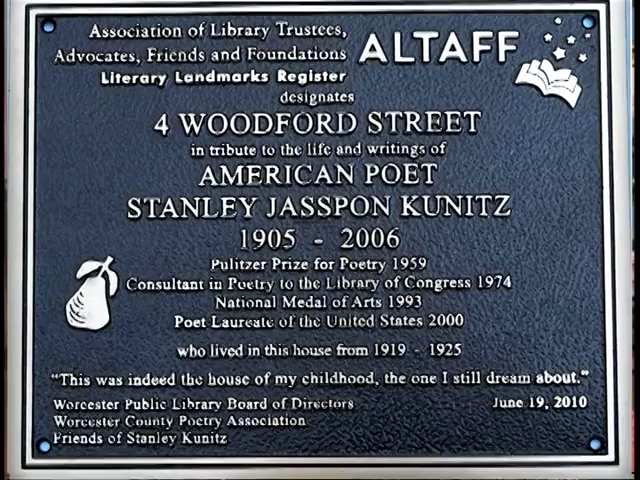 Association of Library Trustees,
Advocates, Friends and Foundations
ALTAFF
Literary Landmarks Register
designates
4 WOODFORD STREET
in tribute to the life and writings of
AMERICAN POET
STANLEY JASSPON KUNITZ
1905 - 2006
Pulitzer Prize for Poetry 1959
Consultant in Poetry to the Library of Congress 1974
National Medal of Arts 1993
Poet Laureate of the United States 2000
who lived in this house from 1919 - 1925
"This was indeed the house of my childhood, the one I still dream about."
Worcester Public Library Board of Directors June 19, 2010
Worcester County Poetry Association
Friends of Stanley Kunitz